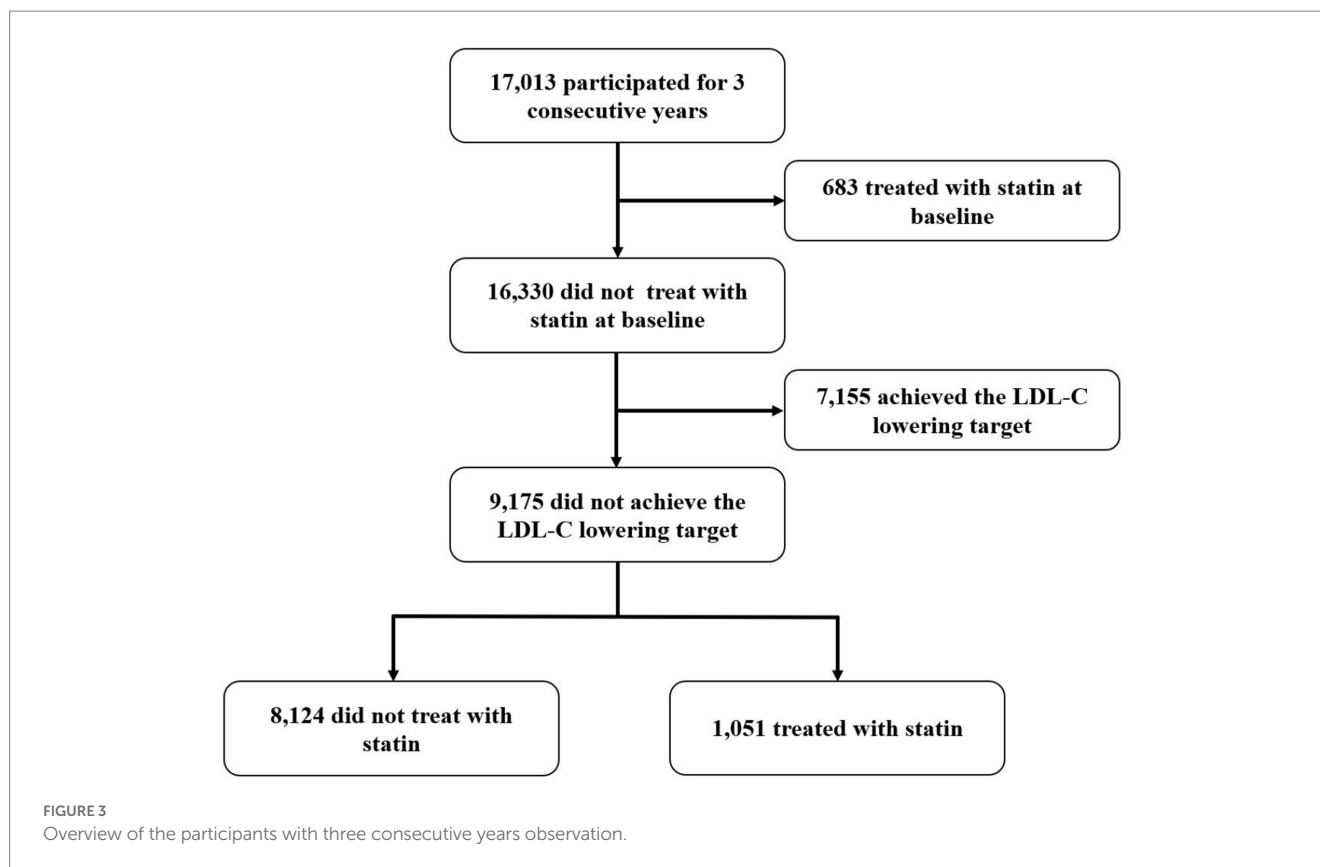 17,013 participated for 3
consecutive years
683 treated with statin at
baseline
16,330 did not treat with
statin at baseline
7,155 achieved the LDL-C
lowering target
9,175 did not achieve the
LDL-C lowering target
8,124 did not treat with
statin
1,051 treated with statin
FIGURE 3
Overview of the participants with three consecutive years observation.